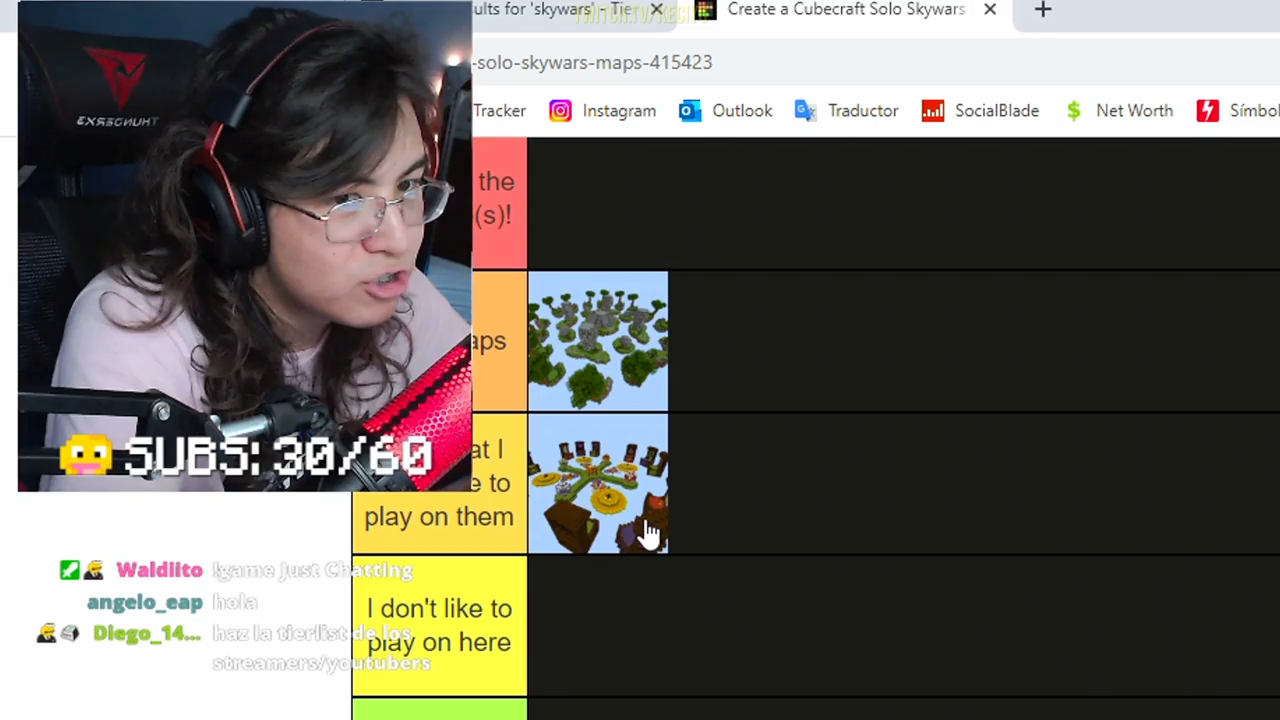 ults for 'skywars' - Tie
Create a Cubecraft Solo Skywars
-solo-skywars-maps-415423
Tracker
Instagram
Outlook
Traductor
SocialBlade
Net Worth
Símbo
THUNDERX3
the
(s)!
aps
at I
e to
play on them
I don't like to
play on here
SUBS: 30/60
Waldlito !game Just Chatting
angelo_eap hola
Diego_14... haz la tierlist de los
streamers/youtubers